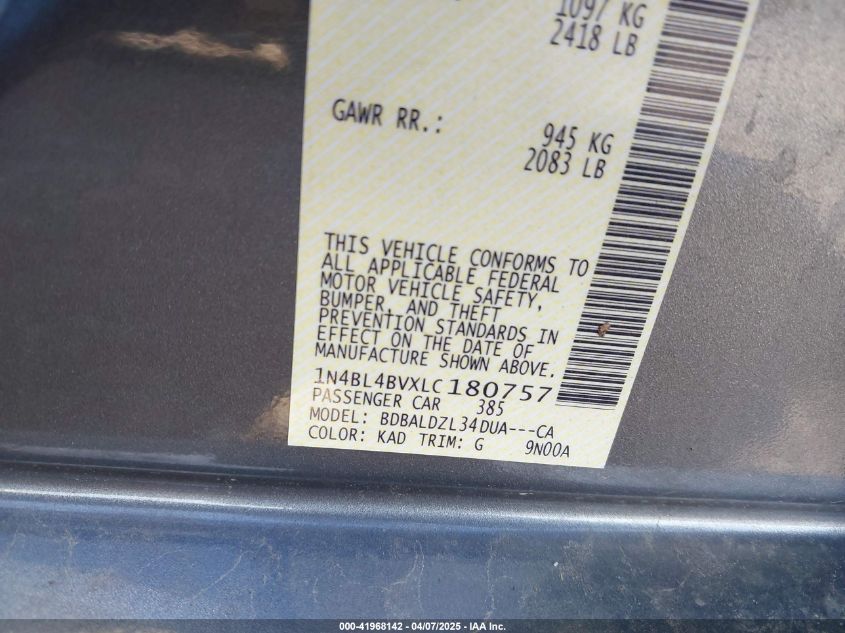 1097 KG
2418 LB
GAWR RR.:
945 KG
2083 LB
THIS VEHICLE CONFORMS TO
ALL APPLICABLE FEDERAL
MOTOR VEHICLE SAFETY,
BUMPER, AND THEFT
PREVENTION STANDARDS IN
EFFECT ON THE DATE OF
MANUFACTURE SHOWN ABOVE.
1N4BL4BVXLC180757
PASSENGER CAR 385
MODEL: BDBALDZL34DUA---CA
COLOR: KAD TRIM: G 9N00A
000-41968142 - 04/07/2025 - IAA Inc.